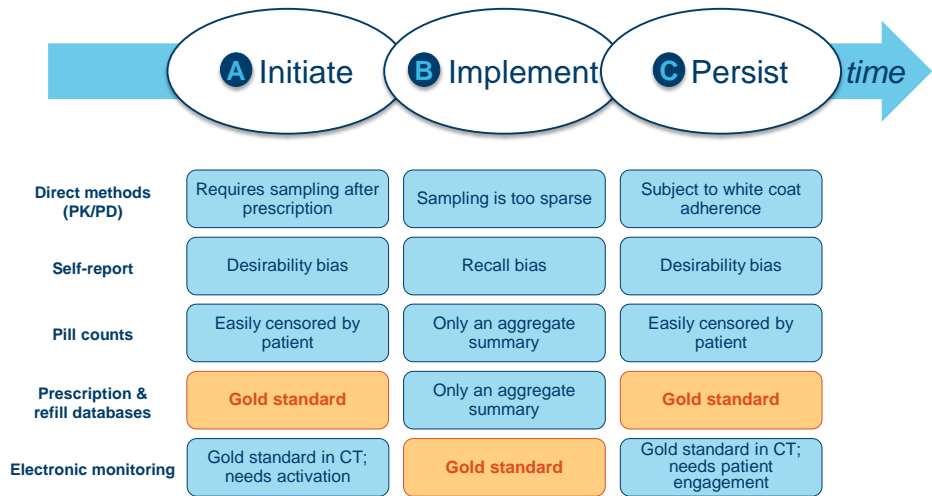 A Initiate
B Implement
C Persist
time
Direct methods
(PK/PD)
Requires sampling after
prescription
Sampling is too sparse
Subject to white coat
adherence
Self-report
Desirability bias
Recall bias
Desirability bias
Pill counts
Easily censored by
patient
Only an aggregate
summary
Easily censored by
patient
Prescription &
refill databases
Gold standard
Only an aggregate
summary
Gold standard
Electronic monitoring
Gold standard in CT;
needs activation
Gold standard
Gold standard in CT;
needs patient
engagement